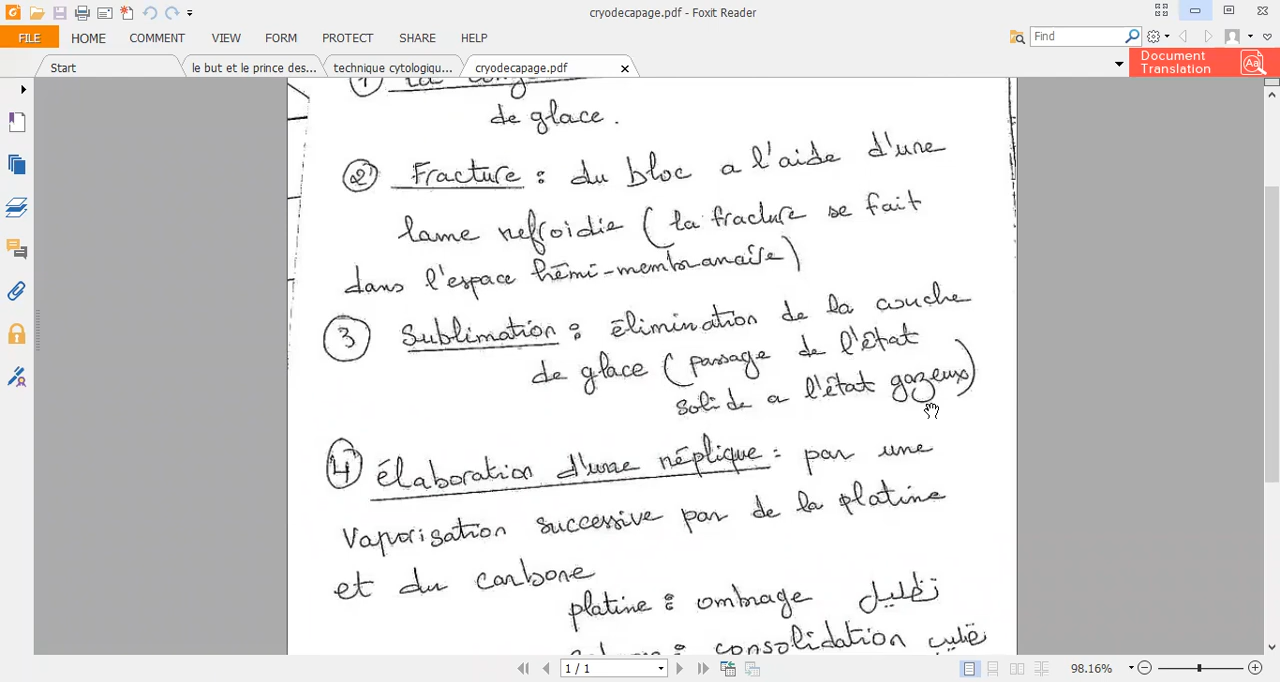 cryodecapage.pdf - Foxit Reader
FILE HOME COMMENT VIEW FORM PROTECT SHARE HELP
Find
Document Translation
Start le but et le prince des... technique cytologiqu... cryodecapage.pdf
1
de glace.
2 Fracture : du bloc a l'aide d'une
lame refroidie (la fracture se fait
dans l'espace hémi-membranaire)
3 Sublimation : élimination de la couche
de glace (passage de l'état
solide a l'état gazeux)
4 élaboration d'une réplique : par une
vaporisation successive par de la platine
et du carbone
platine : ombrage تظليل
: consolidation
1 / 1
98.16%